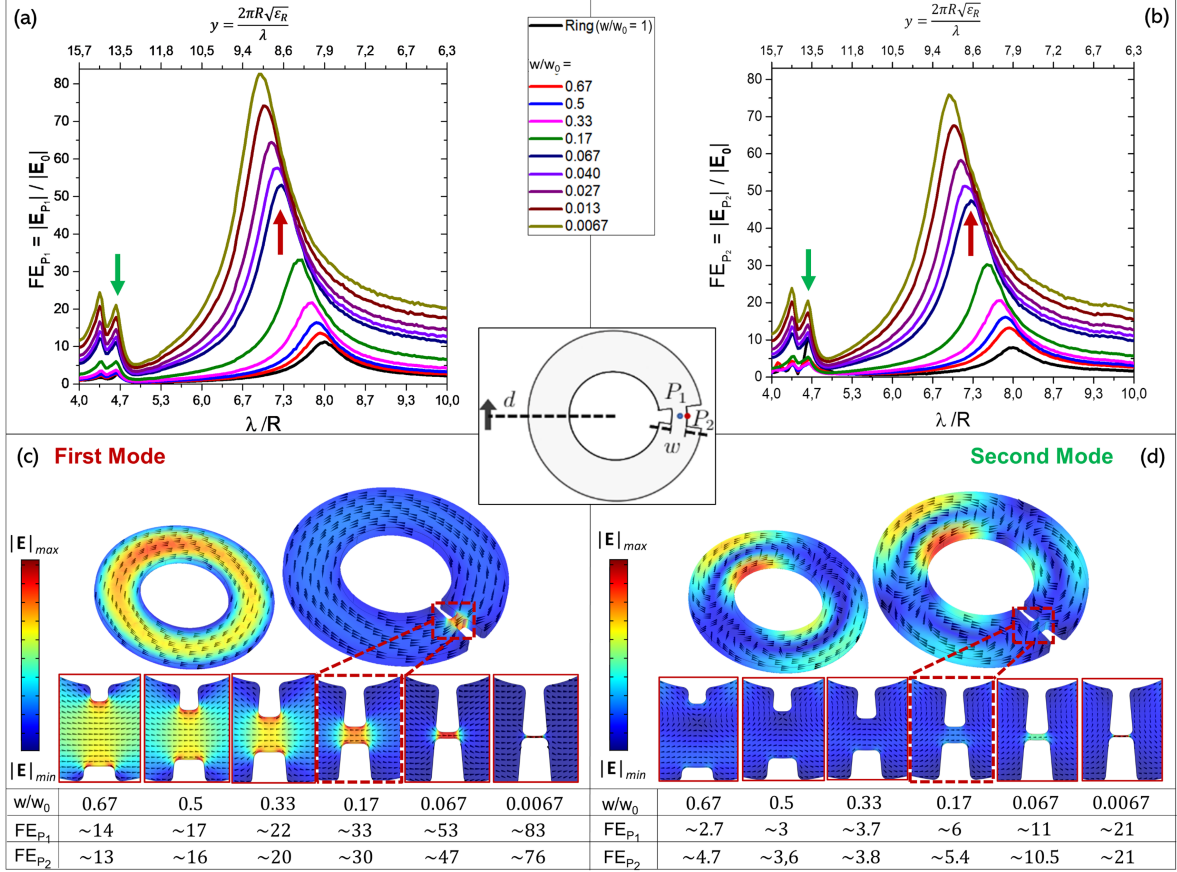 (a)
y = 2πR√ε_R / λ
15,7 13,5 11,8 10,5 9,4 8,6 7,9 7,2 6,7 6,3
80
70
60
50
40
30
20
10
0
FE_P₁ = |E_P₁| / |E₀|
4,0 4,7 5,3 6,0 6,7 7,3 8,0 8,7 9,3 10,0
λ /R
Ring (w/w₀ = 1)
w/w₀ =
0.67
0.5
0.33
0.17
0.067
0.040
0.027
0.013
0.0067
(b)
y = 2πR√ε_R / λ
15,7 13,5 11,8 10,5 9,4 8,6 7,9 7,2 6,7 6,3
80
70
60
50
40
30
20
10
0
FE_P₂ = |E_P₂| / |E₀|
4,0 4,7 5,3 6,0 6,7 7,3 8,0 8,7 9,3 10,0
λ /R
d
P₁
P₂
w
(c) First Mode
|E|max
|E|min
w/w₀ 0.67 0.5 0.33 0.17 0.067 0.0067
FE_P₁ ~14 ~17 ~22 ~33 ~53 ~83
FE_P₂ ~13 ~16 ~20 ~30 ~47 ~76
Second Mode (d)
|E|max
|E|min
w/w₀ 0.67 0.5 0.33 0.17 0.067 0.0067
FE_P₁ ~2.7 ~3 ~3.7 ~6 ~11 ~21
FE_P₂ ~4.7 ~3,6 ~3.8 ~5.4 ~10.5 ~21